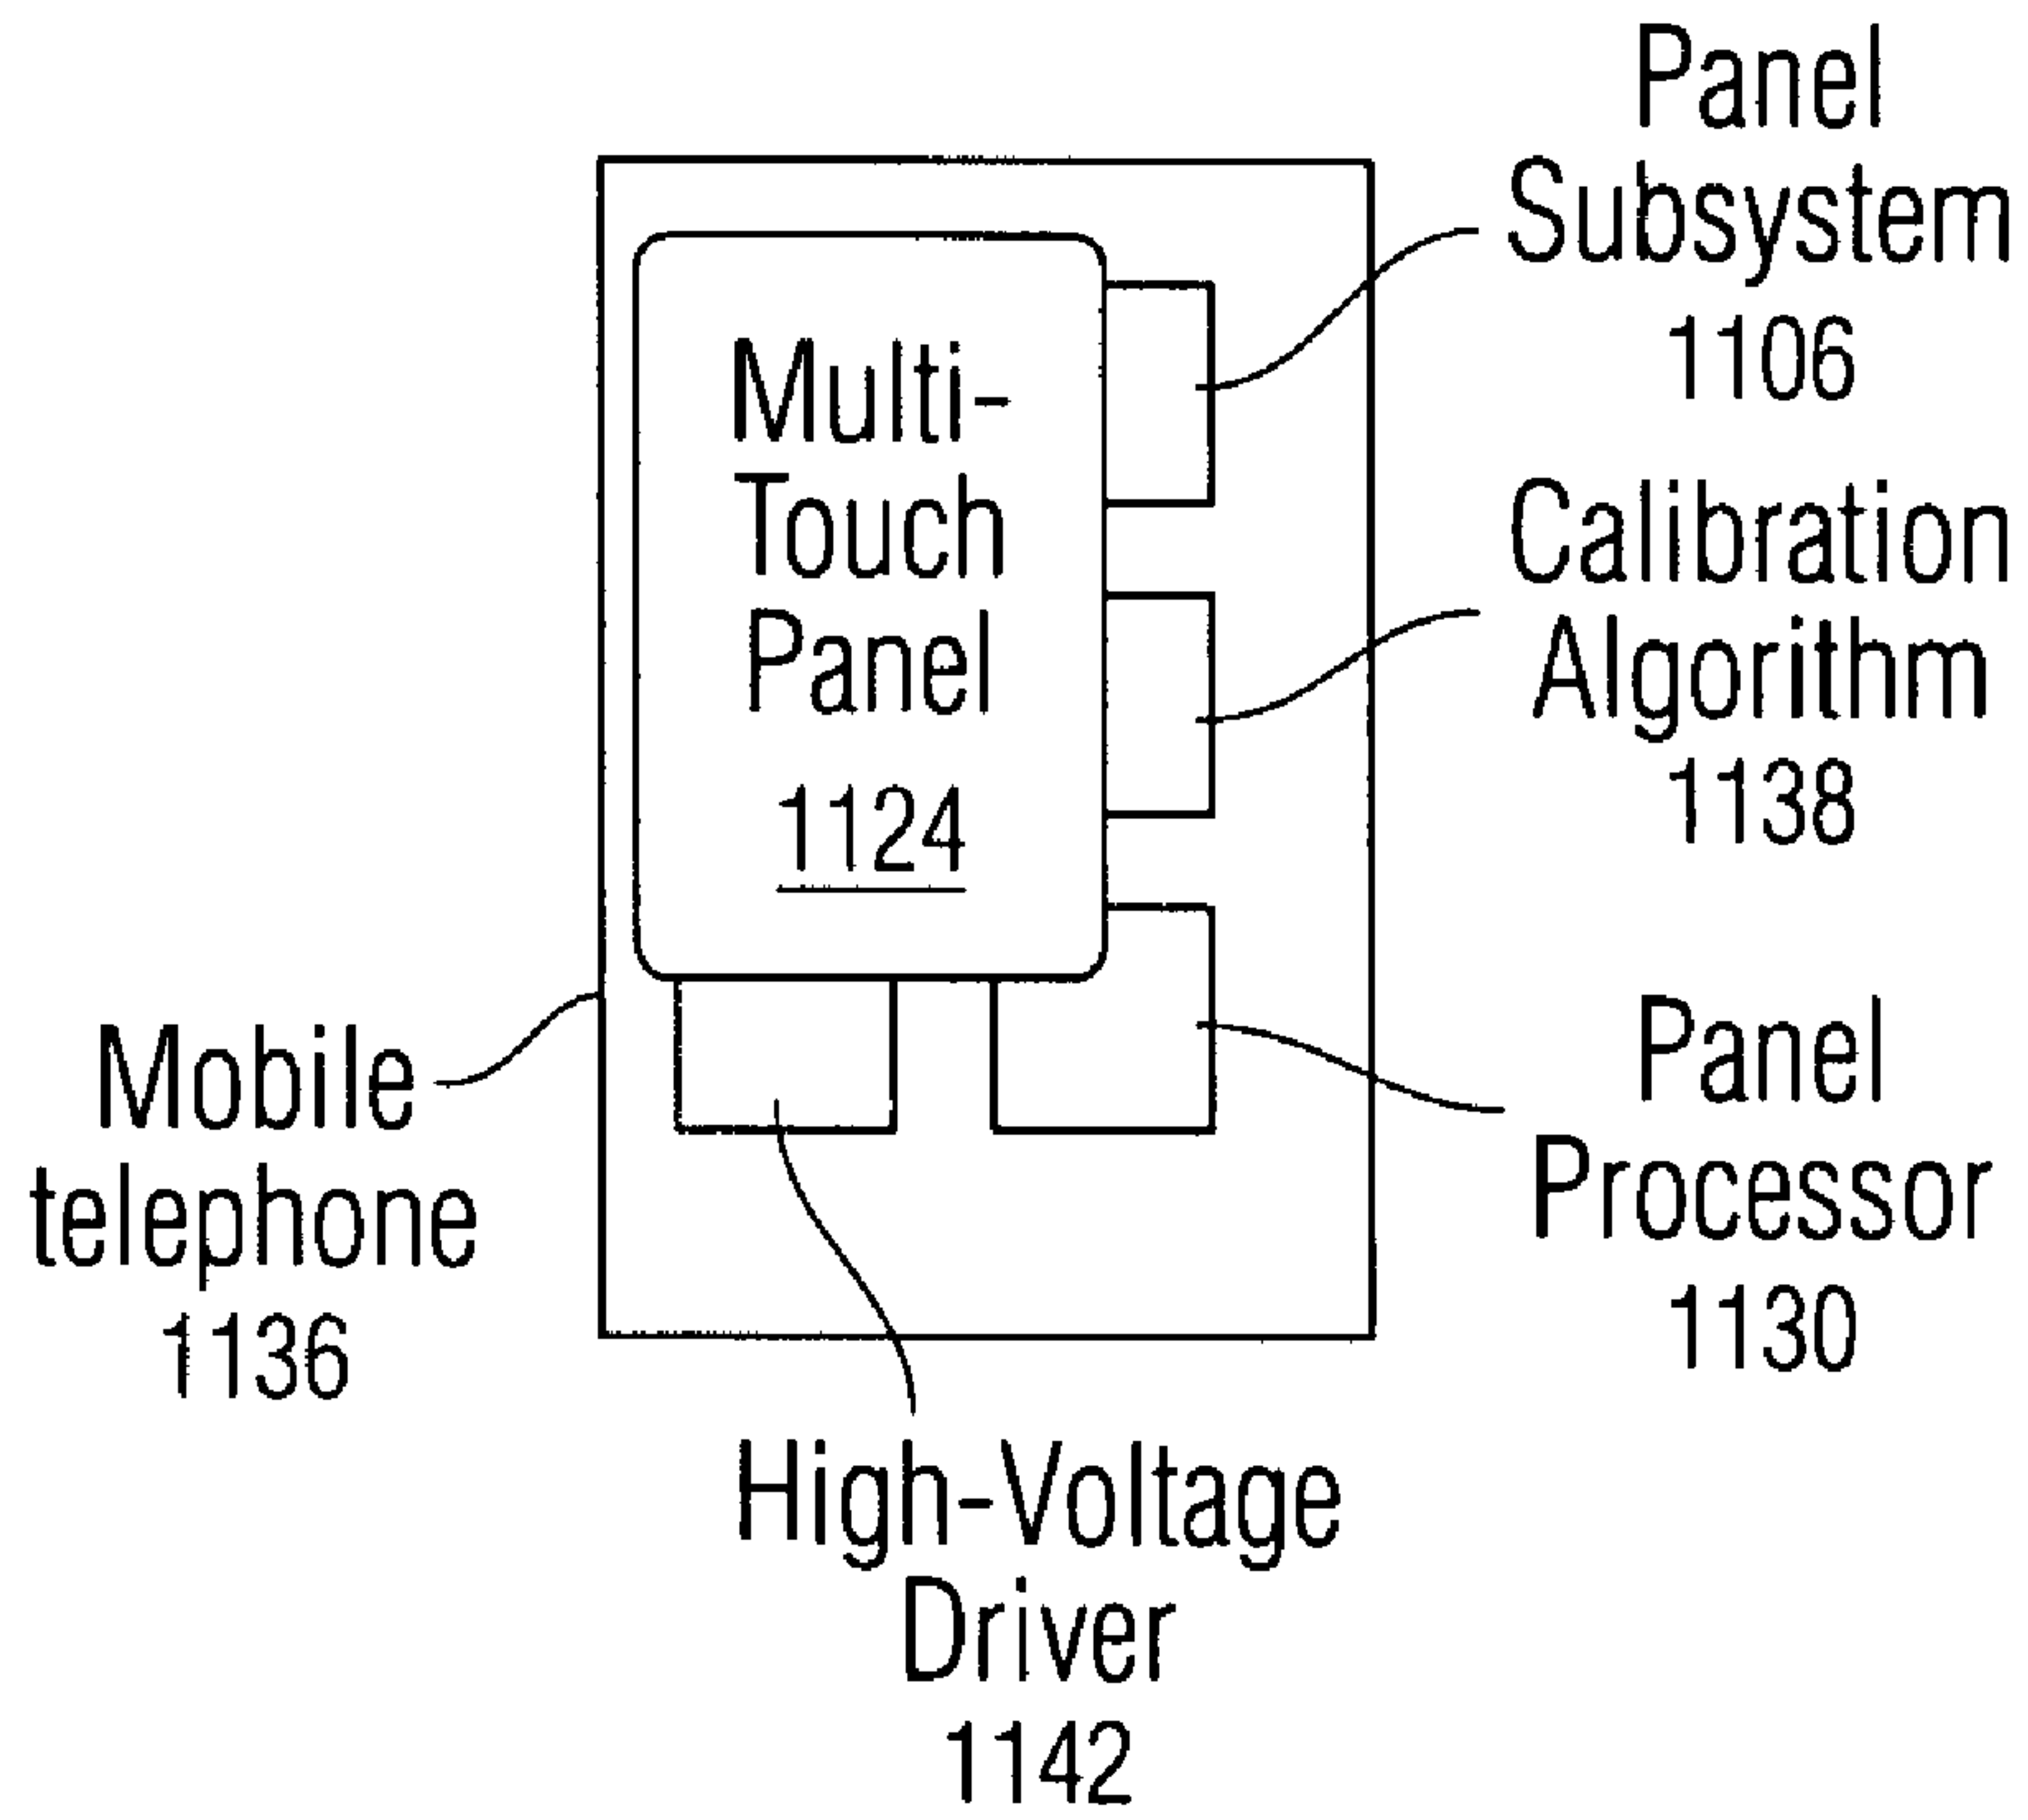 Panel
Subsystem
1106
Multi-
Touch
Panel
1124
Calibration
Algorithm
1138
Mobile
telephone
1136
Panel
Processor
1130
High-Voltage
Driver
1142